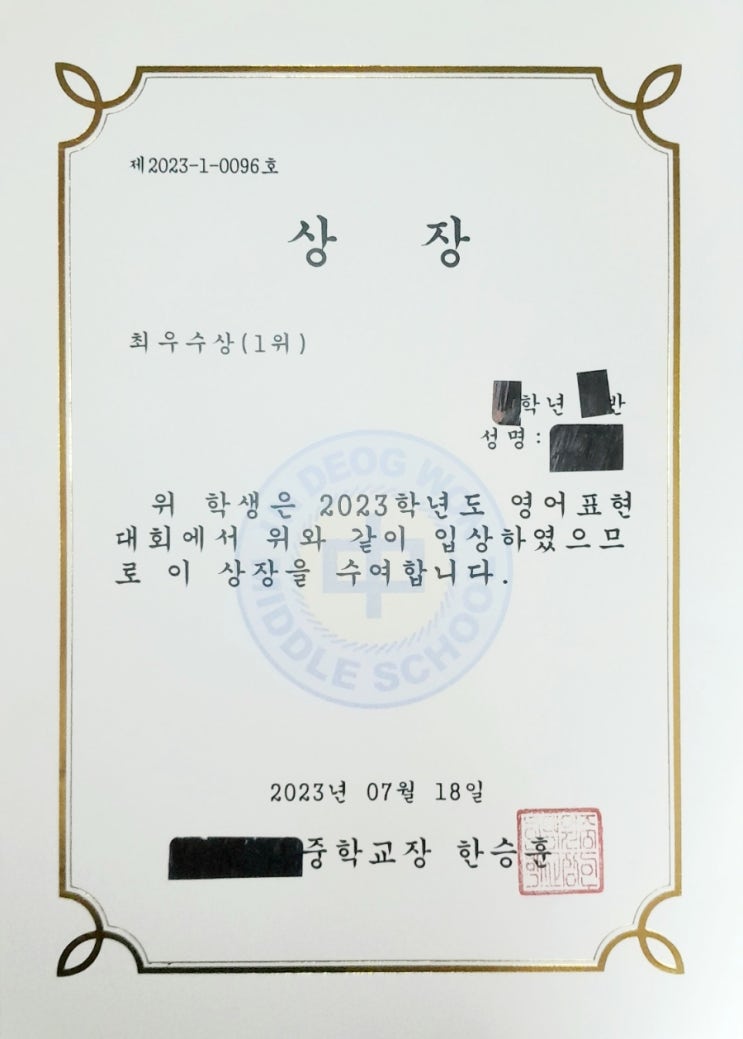 제2023-1-0096호
상 장
최우수상(1위)
학년 반
성명:
위 학생은 2023학년도 영어표현
대회에서 위와 같이 입상하였으므
로 이 상장을 수여합니다.
DEOG
MIDDLE SCHOOL
中
2023년 07월 18일
중학교장 한승훈